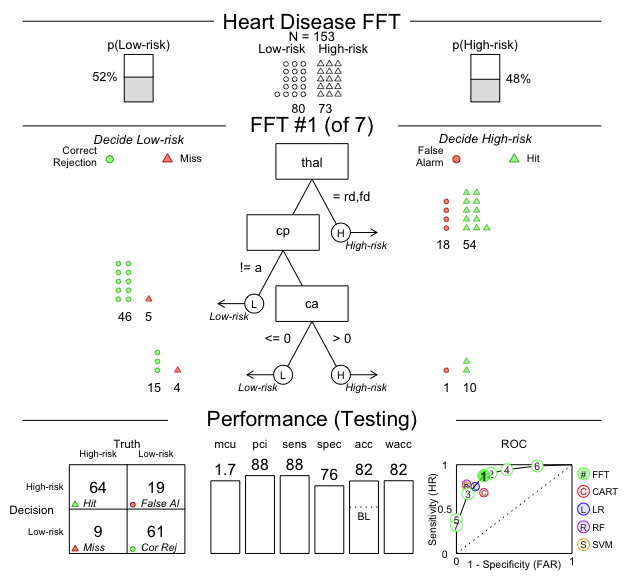 Heart Disease FFT
N = 153
p(Low-risk)
Low-risk High-risk
p(High-risk)
52%
48%
80 73
FFT #1 (of 7)
Decide Low-risk
Decide High-risk
Correct
Rejection
Miss
False
Alarm
Hit
thal
= rd,fd
H
High-risk
18 54
cp
!= a
L
Low-risk
46 5
ca
<= 0 > 0
L
Low-risk
H
High-risk
15 4
1 10
Performance (Testing)
Truth
High-risk Low-risk
Decision
High-risk
64
Hit
19
False Al
Low-risk
9
Miss
61
Cor Rej
mcu pci sens spec acc wacc
1.7 88 88 76 82 82
BL
ROC
Sensitivity (HR)
1
0.5
0
0 1
1 - Specificity (FAR)
1
3
4
6
5
7
C
# FFT
C CART
L LR
R RF
S SVM